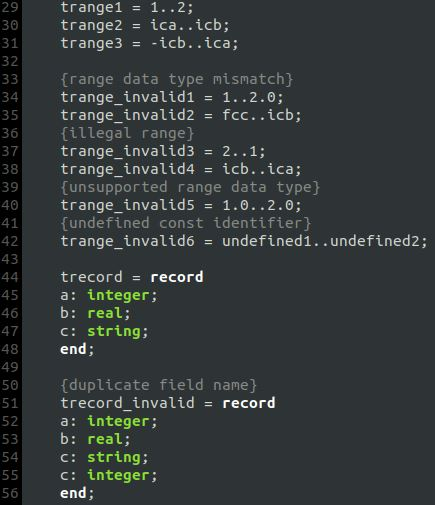 29 trange1 = 1..2;
30 trange2 = ica..icb;
31 trange3 = -icb..ica;
32
33 {range data type mismatch}
34 trange_invalid1 = 1..2.0;
35 trange_invalid2 = fcc..icb;
36 {illegal range}
37 trange_invalid3 = 2..1;
38 trange_invalid4 = icb..ica;
39 {unsupported range data type}
40 trange_invalid5 = 1.0..2.0;
41 {undefined const identifier}
42 trange_invalid6 = undefined1..undefined2;
43
44 trecord = record
45 a: integer;
46 b: real;
47 c: string;
48 end;
49
50 {duplicate field name}
51 trecord_invalid = record
52 a: integer;
53 b: real;
54 c: string;
55 c: integer;
56 end;